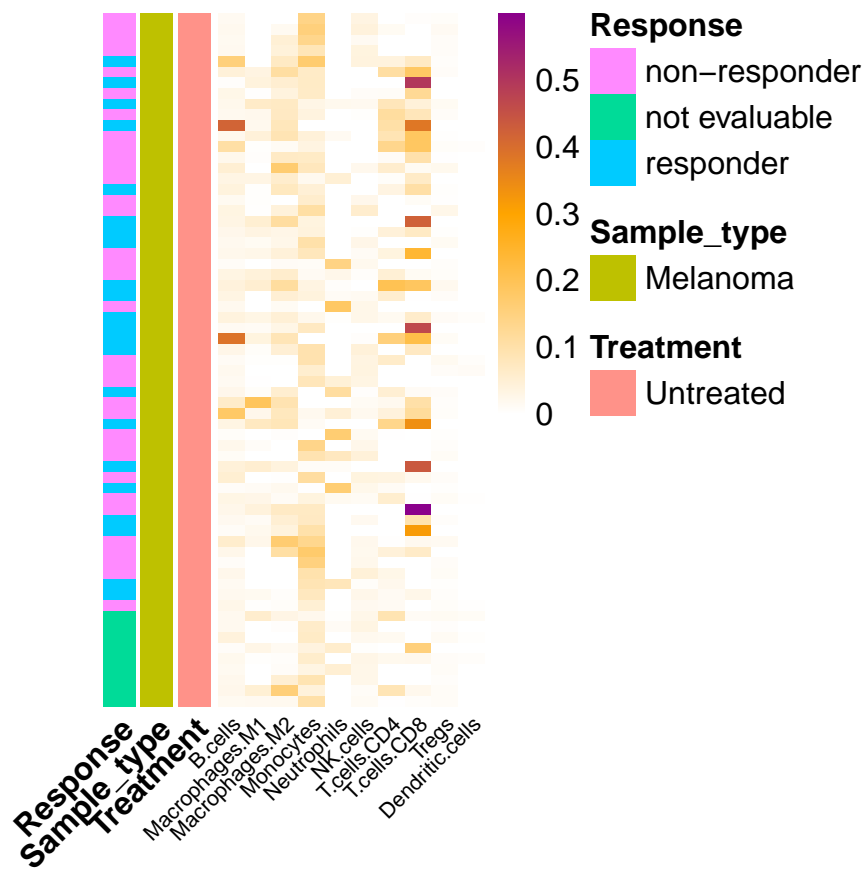 Response
non−responder
not evaluable
responder
Sample_type
Melanoma
Treatment
Untreated
0.5
0.4
0.3
0.2
0.1
0
Response
Sample_type
Treatment
B.cells
Macrophages.M1
Macrophages.M2
Monocytes
Neutrophils
NK.cells
T.cells.CD4
T.cells.CD8
Tregs
Dendritic.cells